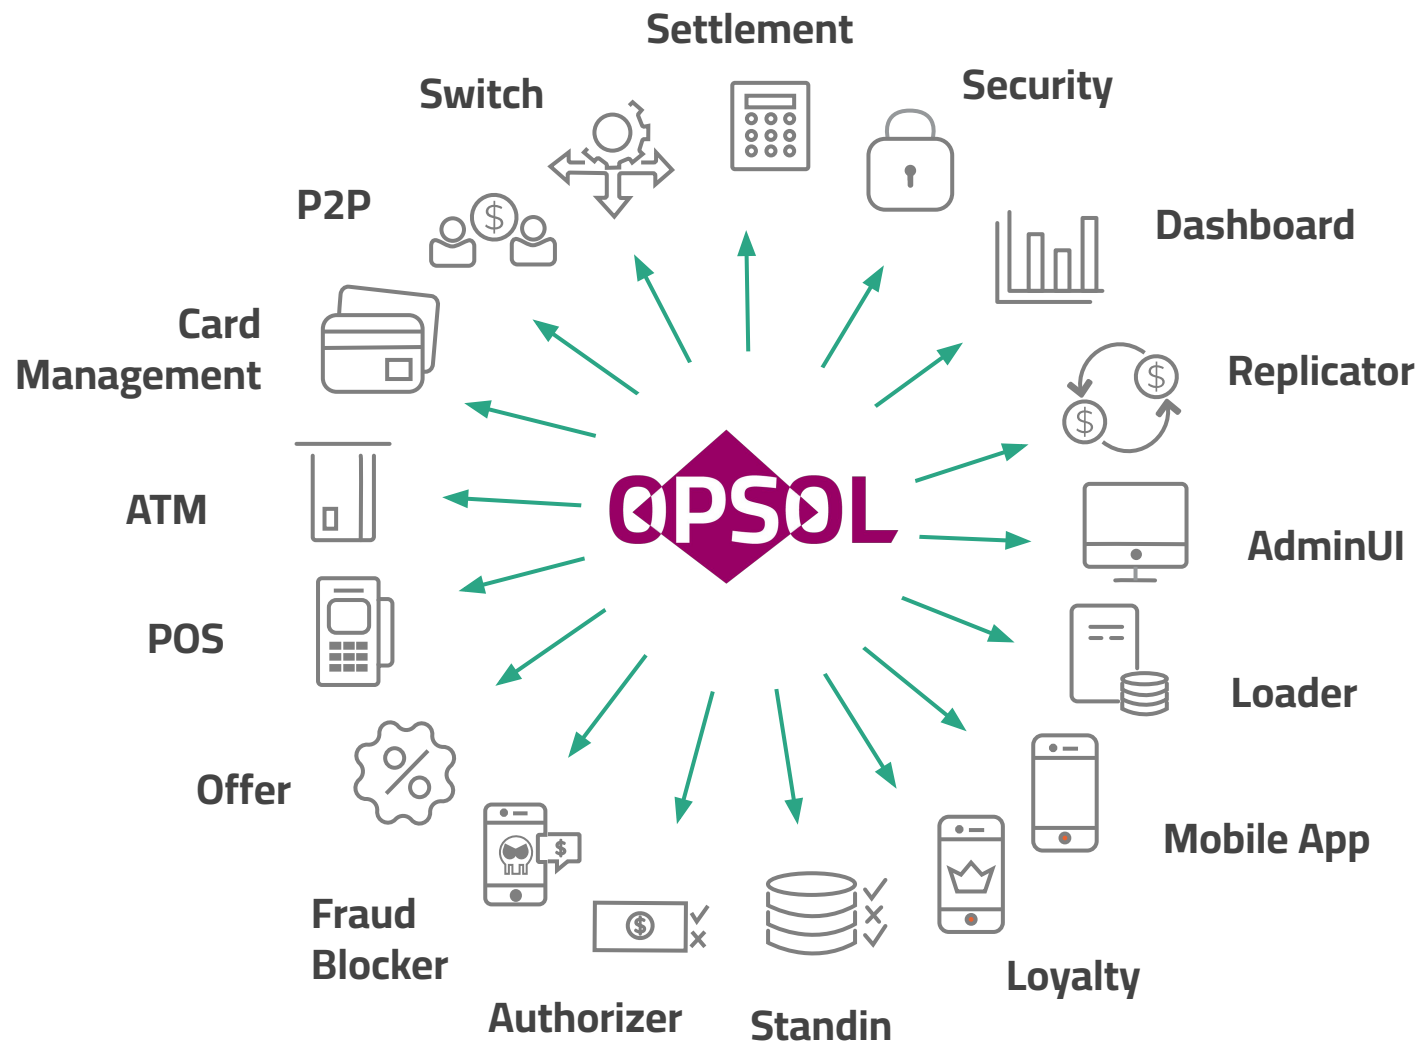 Settlement
Switch
Security
P2P
$
Dashboard
Card
Management
Replicator
$
$
OPSOL
ATM
AdminUI
POS
Loader
Offer
%
Mobile App
$
Fraud
Blocker
$
Loyalty
Authorizer
Standin